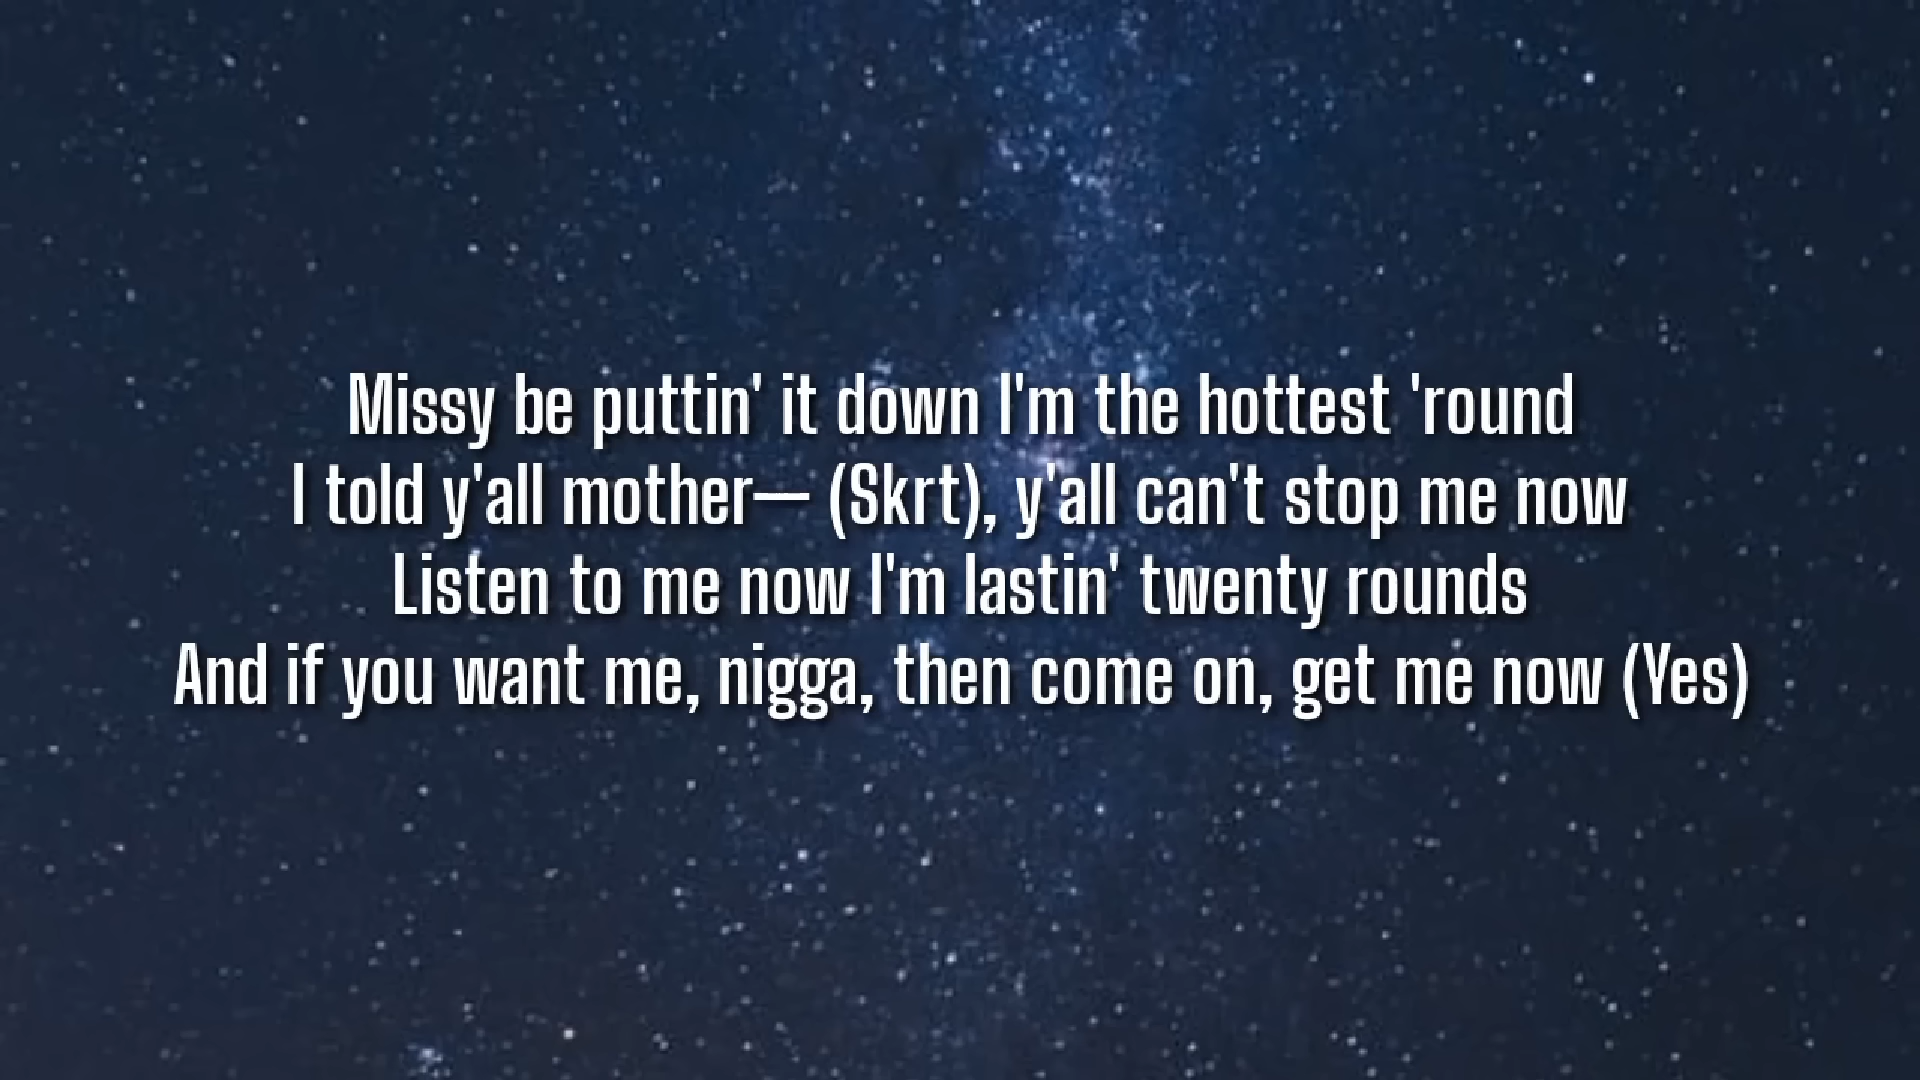 Missy be puttin' it down I'm the hottest 'round
I told y'all mother— (Skrt), y'all can't stop me now
Listen to me now I'm lastin' twenty rounds
And if you want me, nigga, then come on, get me now (Yes)